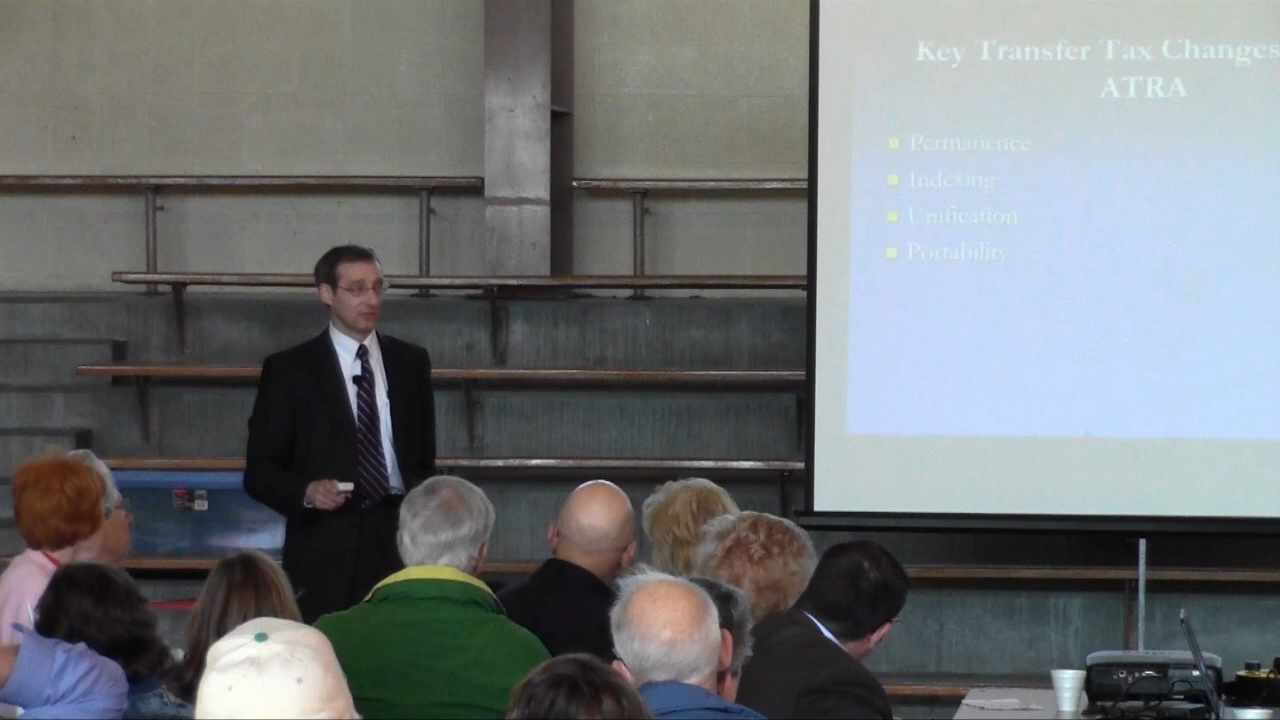 Key Transfer Tax Changes
ATRA
Permanence
Indexing
Unification
Portability